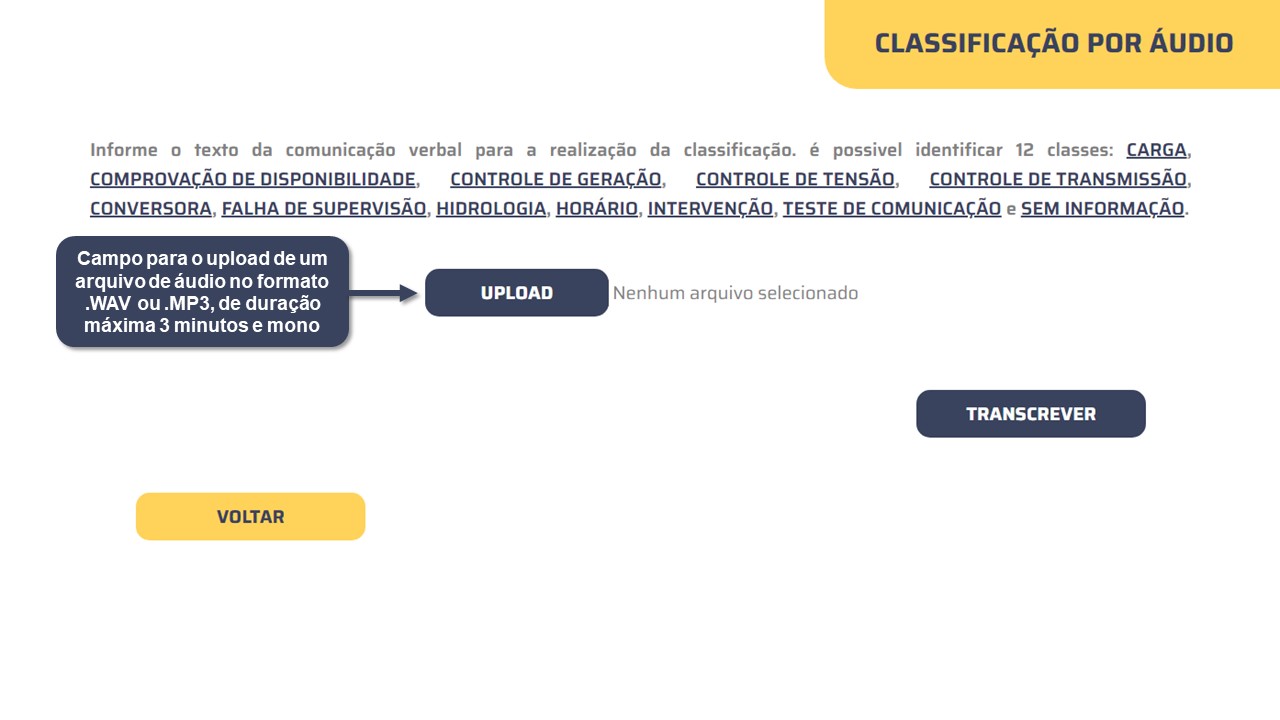 CLASSIFICAÇÃO POR ÁUDIO
Informe o texto da comunicação verbal para a realização da classificação. é possivel identificar 12 classes: CARGA,
COMPROVAÇÃO DE DISPONIBILIDADE, CONTROLE DE GERAÇÃO, CONTROLE DE TENSÃO, CONTROLE DE TRANSMISSÃO,
CONVERSORA, FALHA DE SUPERVISÃO, HIDROLOGIA, HORÁRIO, INTERVENÇÃO, TESTE DE COMUNICAÇÃO e SEM INFORMAÇÃO.
Campo para o upload de um
arquivo de áudio no formato
.WAV ou .MP3, de duração
máxima 3 minutos e mono
UPLOAD Nenhum arquivo selecionado
TRANSCREVER
VOLTAR